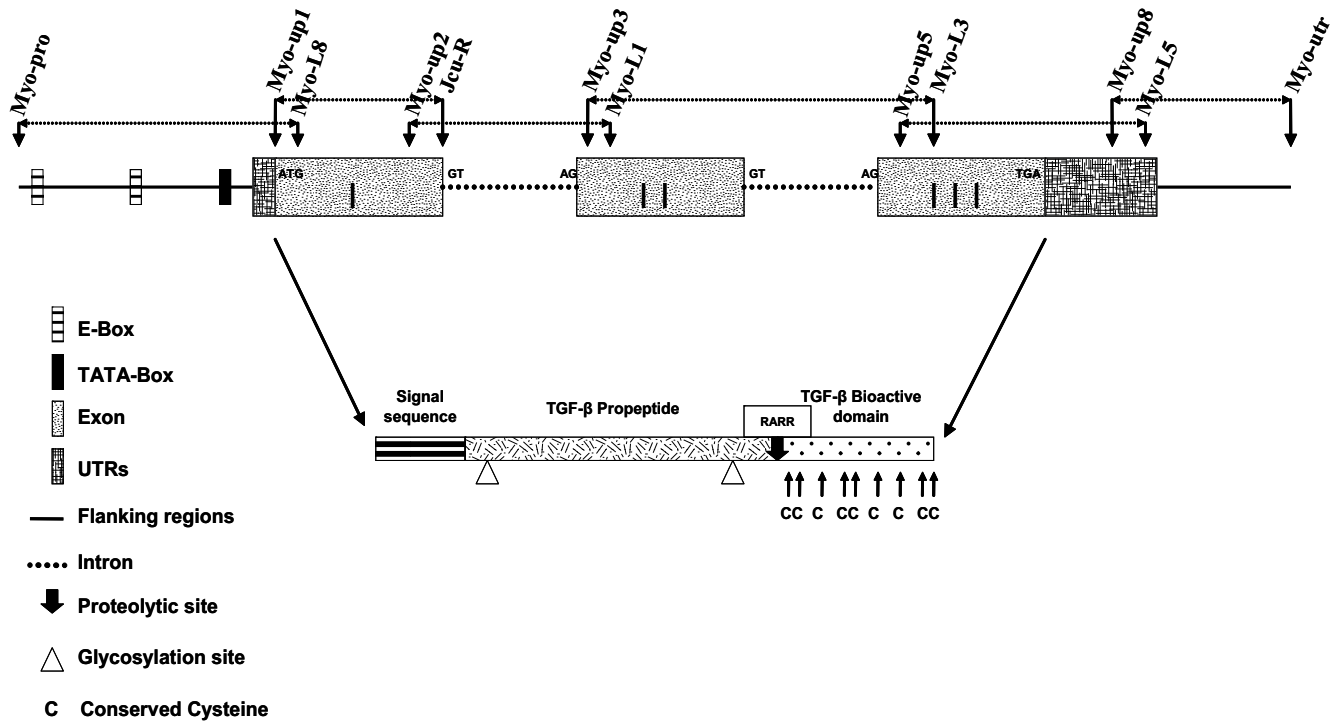 Myo-pro
Myo-up1
Myo-L8
Myo-up2
Jcu-R
Myo-up3
Myo-L1
Myo-up5
Myo-L3
Myo-up8
Myo-L5
Myo-utr
ATG
GT
AG
GT
AG
TGA
E-Box
TATA-Box
Exon
UTRs
Flanking regions
Intron
Proteolytic site
Glycosylation site
C Conserved Cysteine
Signal
sequence
TGF-β Propeptide
RARR
TGF-β Bioactive
domain
CC C CC C C CC